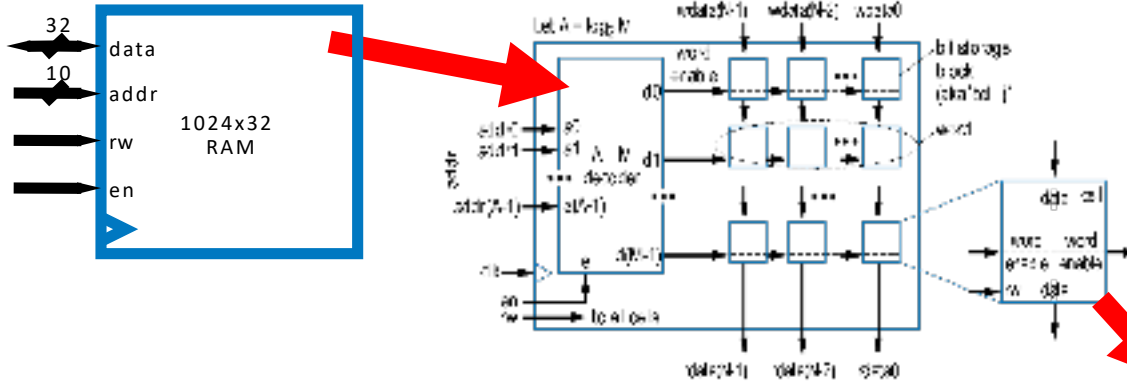 32
data
10
addr
rw
en
1024x32
RAM
wdata(N-1) wdata(N-2) wdata0
word
enable
bit storage
block
word
d0
d1
addr0 a0
addr1 a1
addr
decoder
addr(A-1) a(A-1)
d(M-1)
e
clk
en
rw
to all cells
rdata(N-1) rdata(N-2) rdata0
data cell
word word
enable enable
rw data